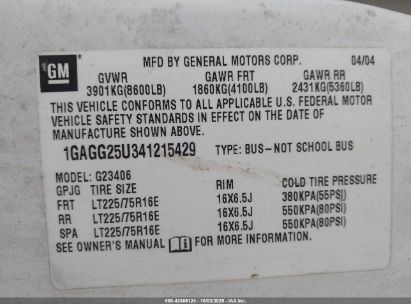 GM
MFD BY GENERAL MOTORS CORP. 04/04
GVWR GAWR FRT GAWR RR
3901KG(8600LB) 1860KG(4100LB) 2431KG(5360LB)
THIS VEHICLE CONFORMS TO ALL APPLICABLE U.S. FEDERAL MOTOR
VEHICLE SAFETY STANDARDS IN EFFECT ON THE DATE OF
MANUFACTURE SHOWN ABOVE.
1GAGG25U341215429 TYPE: BUS-NOT SCHOOL BUS
MODEL: G23406
GPJG TIRE SIZE RIM COLD TIRE PRESSURE
FRT LT225/75R16E 16X6.5J 380KPA(55PSI)
RR LT225/75R16E 16X6.5J 550KPA(80PSI)
SPA LT225/75R16E 16X6.5J 550KPA(80PSI)
SEE OWNER'S MANUAL FOR MORE INFORMATION.